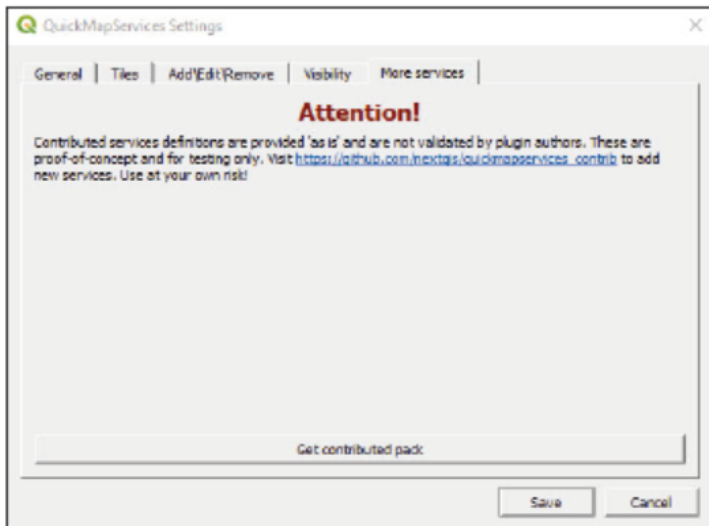 QuickMapServices Settings
General Tiles Add\Edit\Remove Visibility More services
Attention!
Contributed services definitions are provided 'as is' and are not validated by plugin authors. These are
proof-of-concept and for testing only. Visit https://github.com/nextgis/quickmapservices_contrib to add
new services. Use at your own risk!
Get contributed pack
Save Cancel